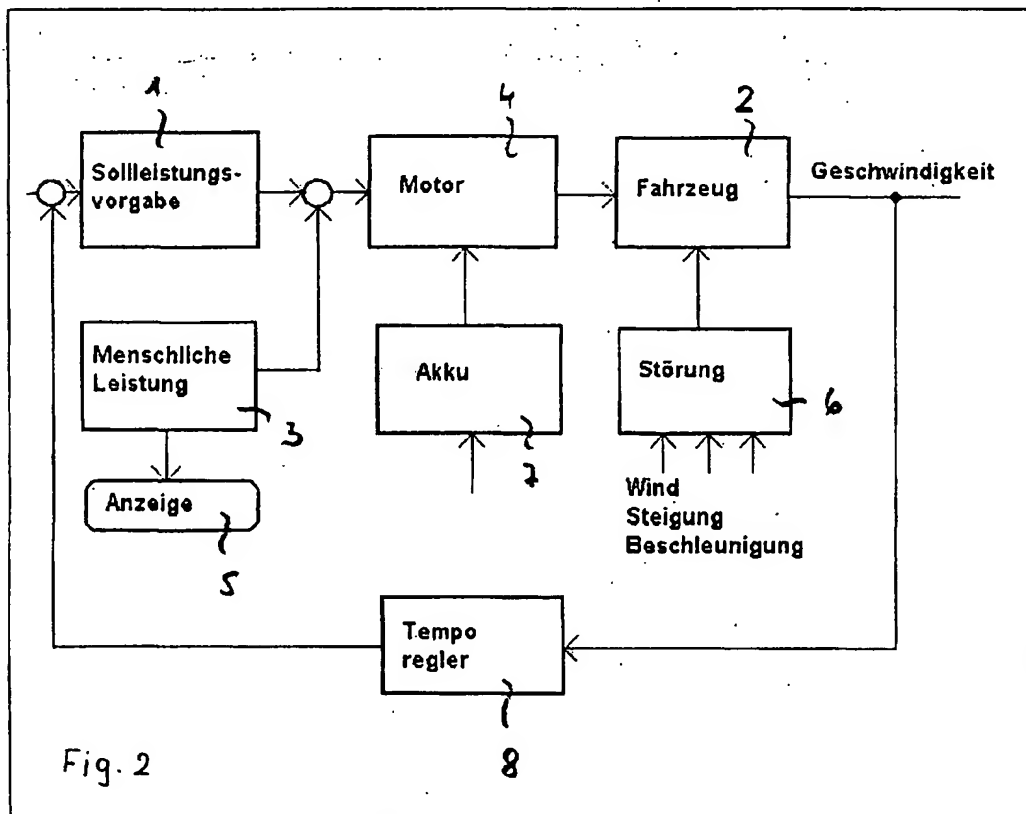 1
4
2
Sollleistungs-
vorgabe
Motor
Fahrzeug
Geschwindigkeit
Menschliche
Leistung
3
Akku
7
Störung
6
Anzeige
5
Wind
Steigung
Beschleunigung
Tempo
regler
8
Fig. 2